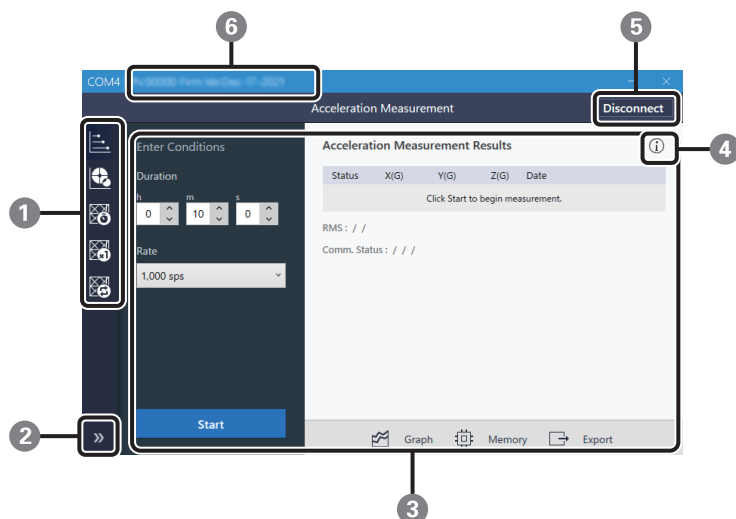 6
5
COM4
Acceleration Measurement
Disconnect
Enter Conditions
Duration
h m s
0 10 0
Rate
1,000 sps
Start
Acceleration Measurement Results
Status X(G) Y(G) Z(G) Date
Click Start to begin measurement.
RMS : / /
Comm. Status : / / /
Graph Memory Export
4
1
2
3